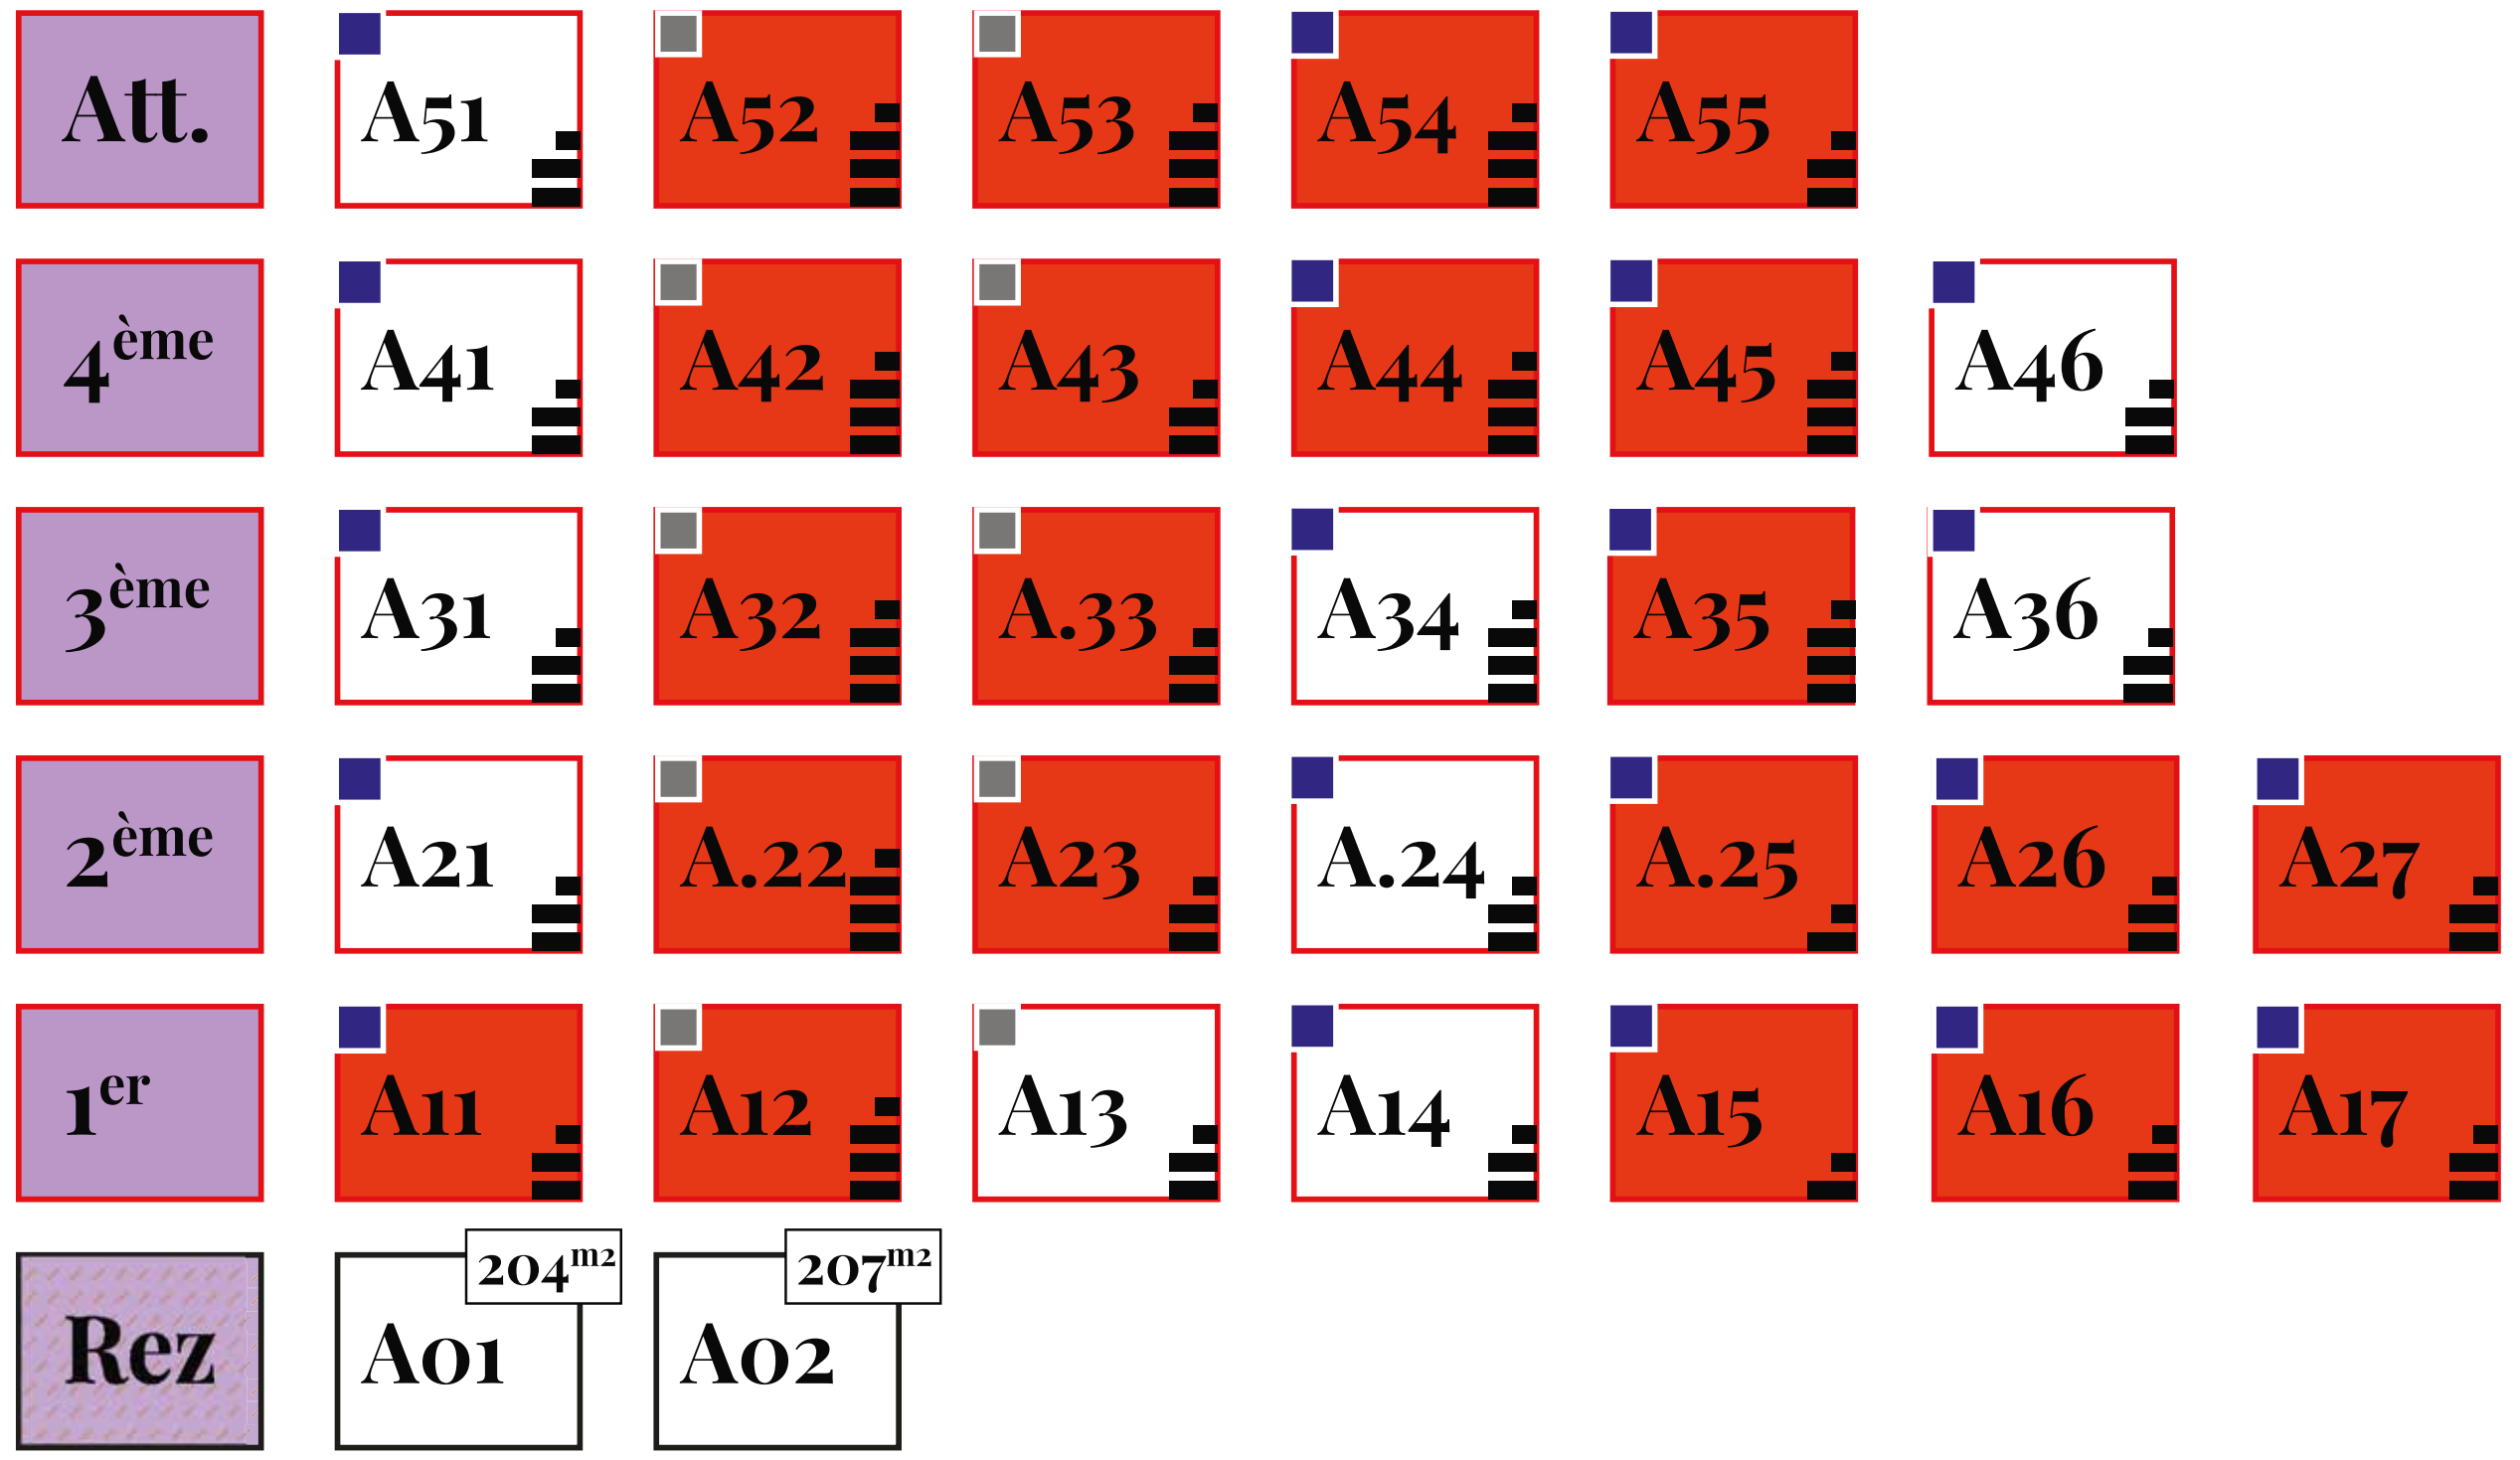 Att. A51 A52 A53 A54 A55
4ème A41 A42 A43 A44 A45 A46
3ème A31 A32 A.33 A34 A35 A36
2ème A21 A.22 A23 A.24 A.25 A26 A27
1er A11 A12 A13 A14 A15 A16 A17
204m2 207m2
Rez A01 A02